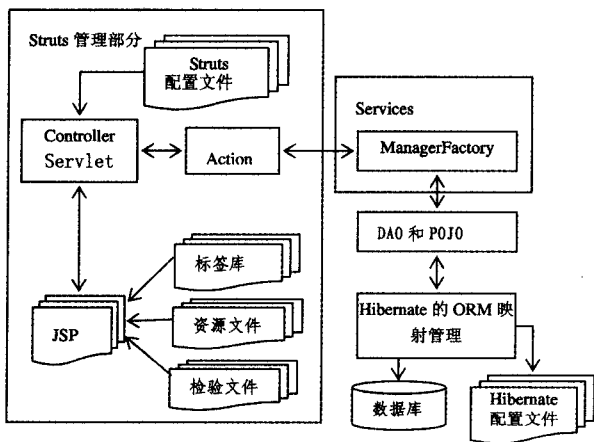 Struts 管理部分
Struts
配置文件
Services
Controller
Servlet
Action
ManagerFactory
DAO 和 POJO
标签库
资源文件
JSP
检验文件
Hibernate 的 ORM 映
射管理
数据库
Hibernate
配置文件